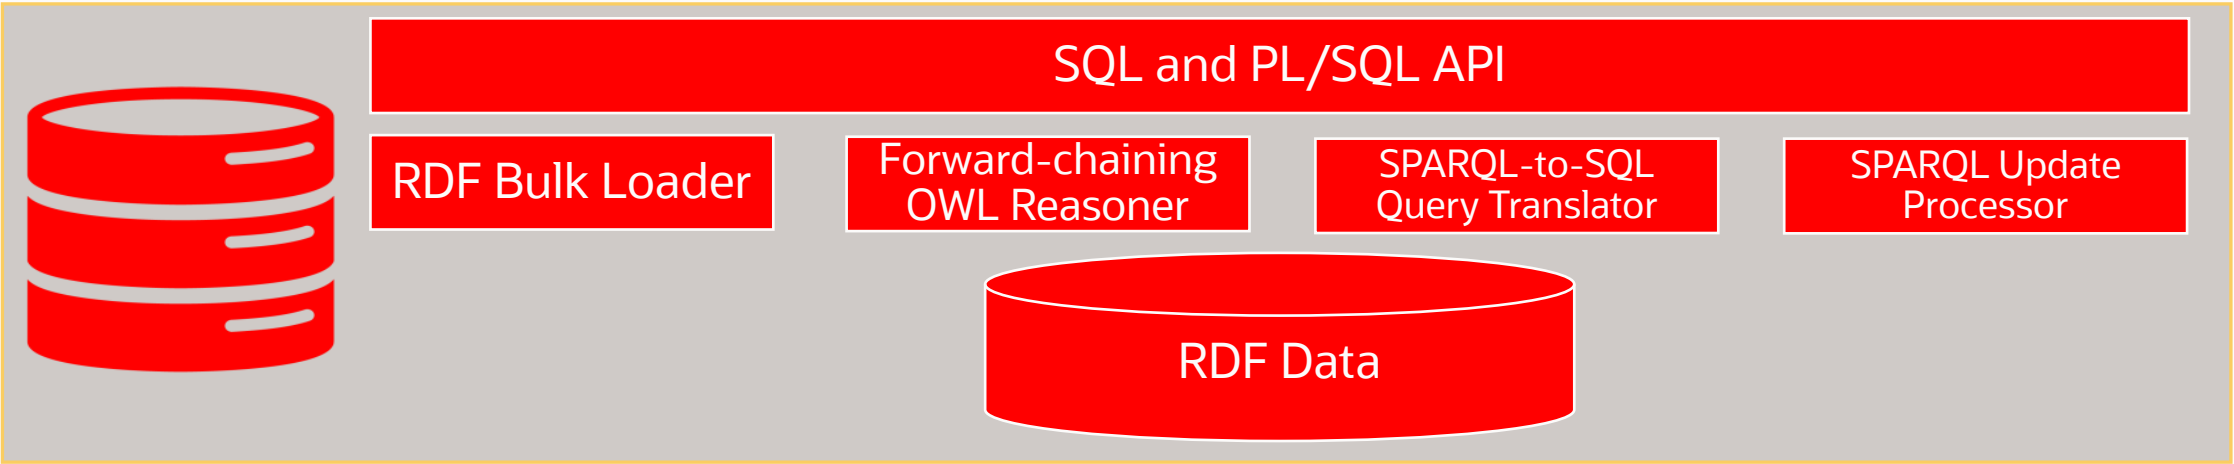 SQL and PL/SQL API
RDF Bulk Loader
Forward-chaining
OWL Reasoner
SPARQL-to-SQL
Query Translator
SPARQL Update
Processor
RDF Data